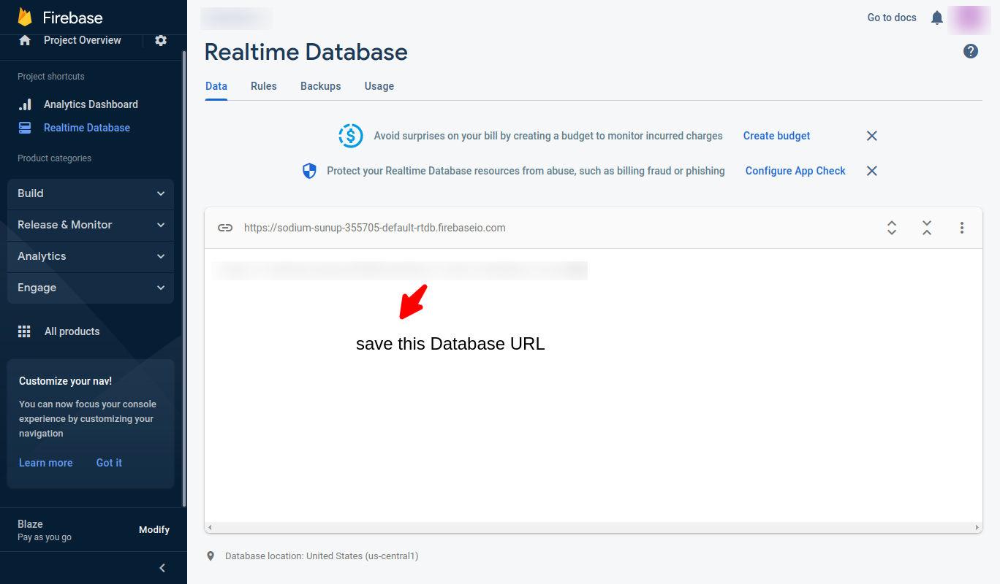 Firebase
Go to docs
Project Overview
Realtime Database
Project shortcuts
Analytics Dashboard
Realtime Database
Product categories
Build
Release & Monitor
Analytics
Engage
All products
Customize your nav!
You can now focus your console
experience by customizing your
navigation
Learn more Got it
Blaze
Pay as you go
Modify
Data Rules Backups Usage
Avoid surprises on your bill by creating a budget to monitor incurred charges Create budget
Protect your Realtime Database resources from abuse, such as billing fraud or phishing Configure App Check
https://sodium-sunup-355705-default-rtdb.firebaseio.com
save this Database URL
Database location: United States (us-central1)